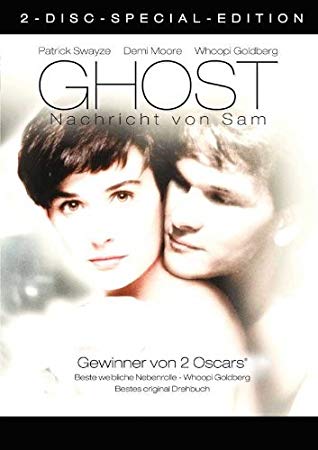 2-DISC-SPECIAL-EDITION
Patrick Swayze Demi Moore Whoopi Goldberg
GHOST
Nachricht von Sam
Gewinner von 2 Oscars®
Beste weibliche Nebenrolle - Whoopi Goldberg
Bestes original Drehbuch